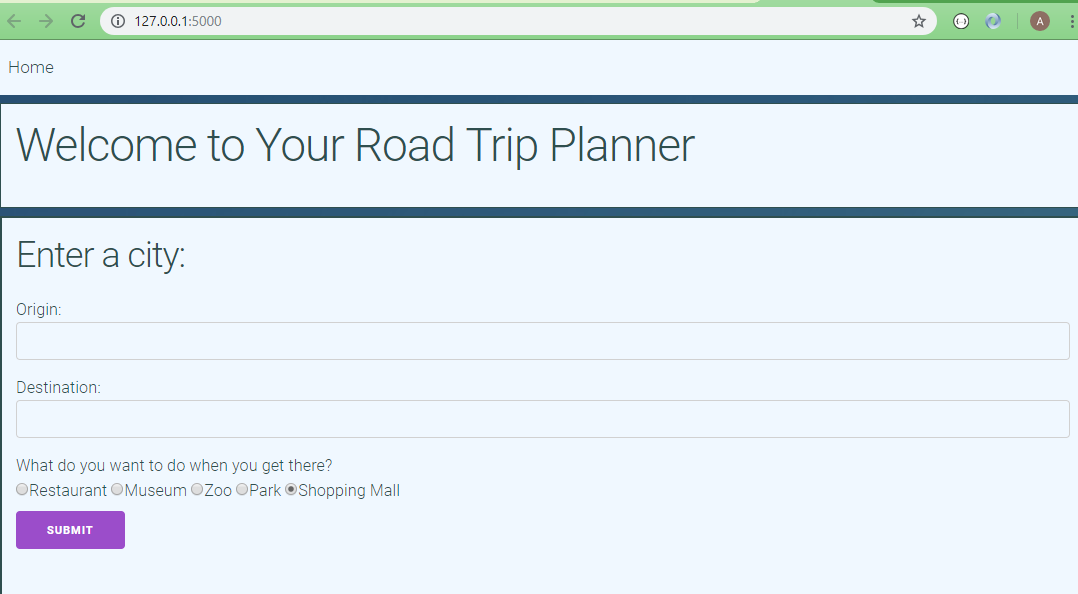 127.0.0.1:5000
A
Home
Welcome to Your Road Trip Planner
Enter a city:
Origin:
Destination:
What do you want to do when you get there?
Restaurant Museum Zoo Park Shopping Mall
SUBMIT